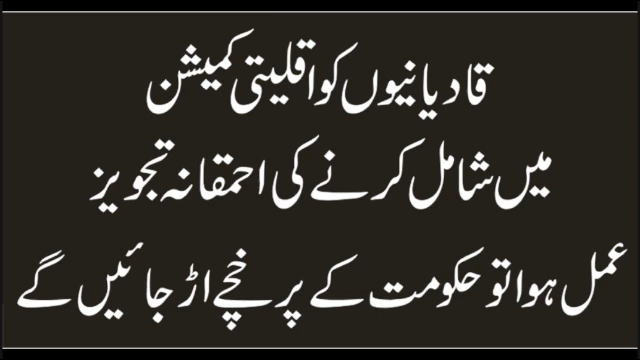 قادیانیوں کو اقلیتی کمیشن
میں شامل کرنے کی احمقانہ تجویز
عمل ہوا تو حکومت کے پرخچے اڑ جائیں گے